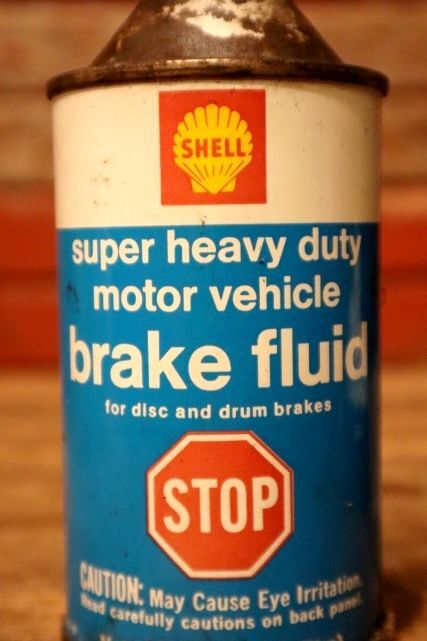 SHELL
super heavy duty
motor vehicle
brake fluid
for disc and drum brakes
STOP
CAUTION: May Cause Eye Irritation.
Read carefully cautions on back panel.